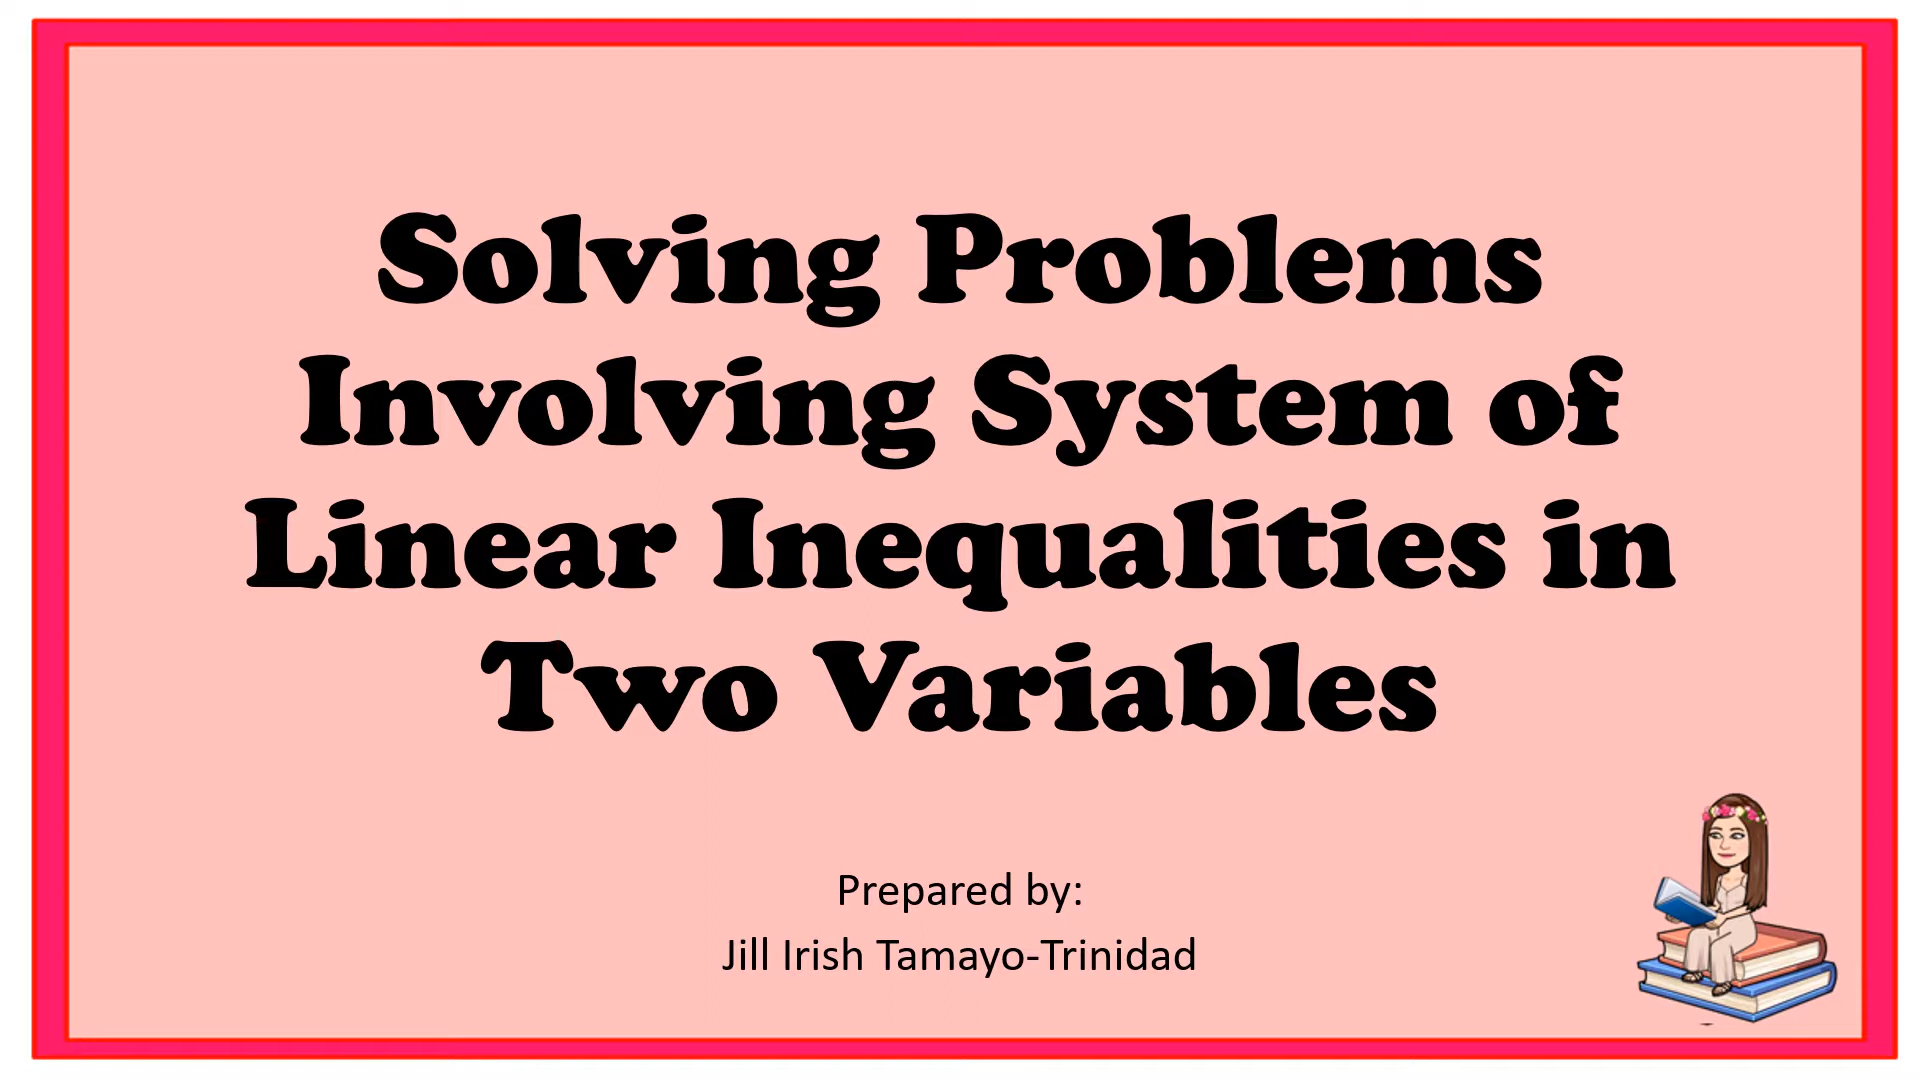 Solving Problems
Involving System of
Linear Inequalities in
Two Variables
Prepared by:
Jill Irish Tamayo-Trinidad